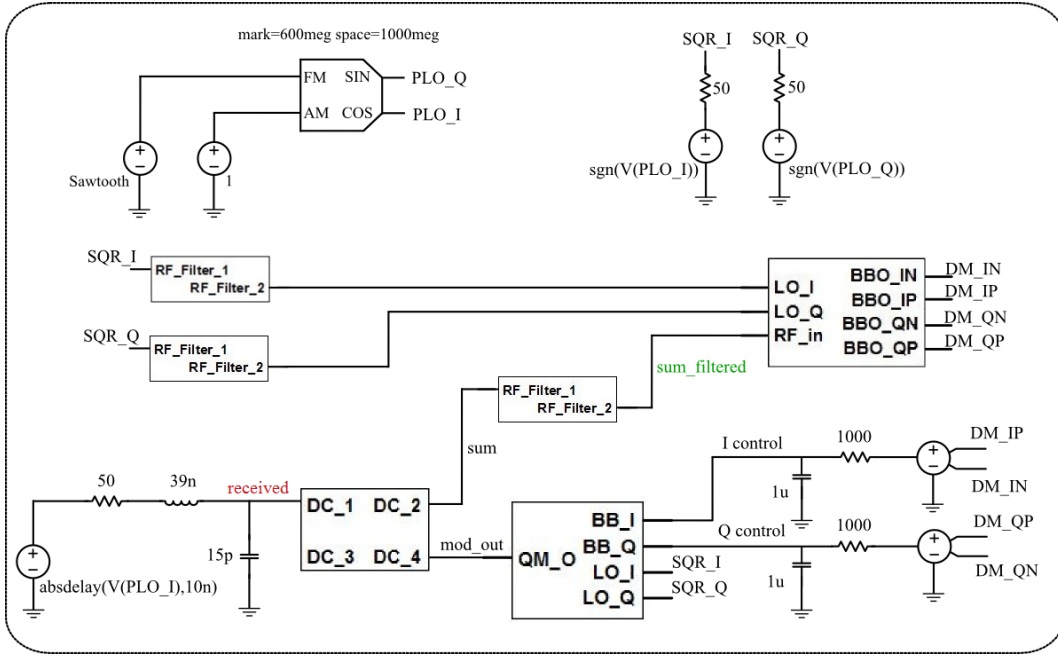 mark=600meg space=1000meg
FM SIN PLO_Q
AM COS PLO_I
Sawtooth
1
SQR_I SQR_Q
50 50
sgn(V(PLO_I)) sgn(V(PLO_Q))
SQR_I
RF_Filter_1
RF_Filter_2
SQR_Q
RF_Filter_1
RF_Filter_2
LO_I
LO_Q
RF_in
BBO_IN DM_IN
BBO_IP DM_IP
BBO_QN DM_QN
BBO_QP DM_QP
sum_filtered
RF_Filter_1
RF_Filter_2
sum
50 39n received
15p
absdelay(V(PLO_I),10n)
DC_1 DC_2
DC_3 DC_4
mod_out
QM_O
BB_I
BB_Q
LO_I SQR_I
LO_Q SQR_Q
I control 1000 DM_IP
1u DM_IN
Q control 1000 DM_QP
1u DM_QN